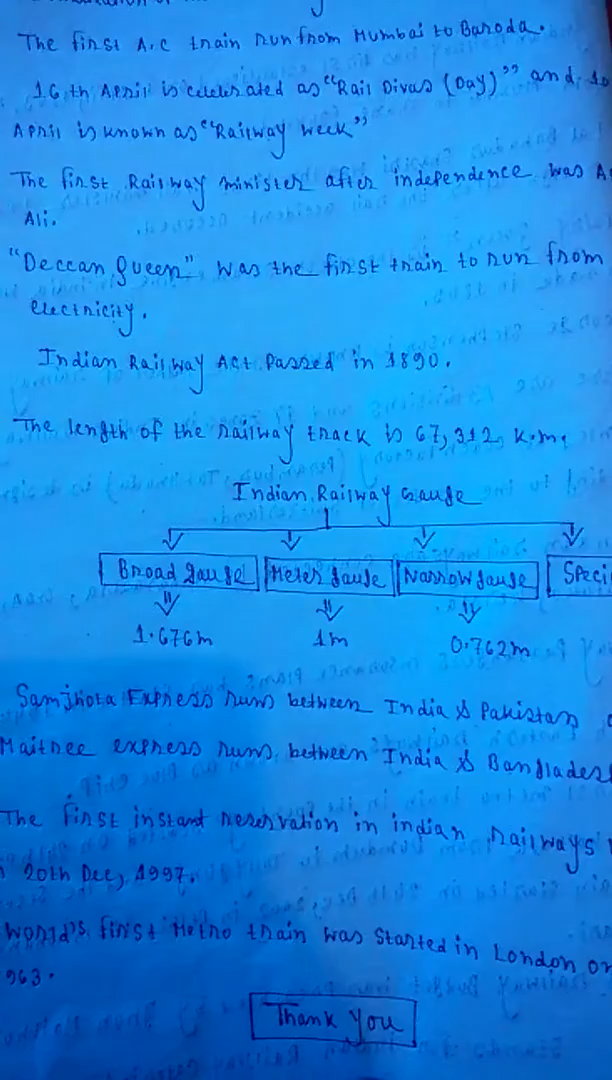 The first A.C train run from Mumbai to Baroda.
16th April is celebrated as "Rail Divas (Day)" and 10
April is known as "Railway week"
The first Railway minister after independence was A
Ali.
"Deccan Queen" was the first train to run from
electricity.
Indian Railway Act Passed in 1890.
The length of the railway track is 67,312 K.m.
Indian Railway Gauge
Broad gauge Meter gauge Narrow gauge Speci
1.676m 1m 0.762m
Samjhota Express runs between India & Pakistan
Maitree express runs between India & Banglades
The first instant reservation in indian railways
20th Dec, 1997.
World's first Metro train was started in London on
963.
Thank You